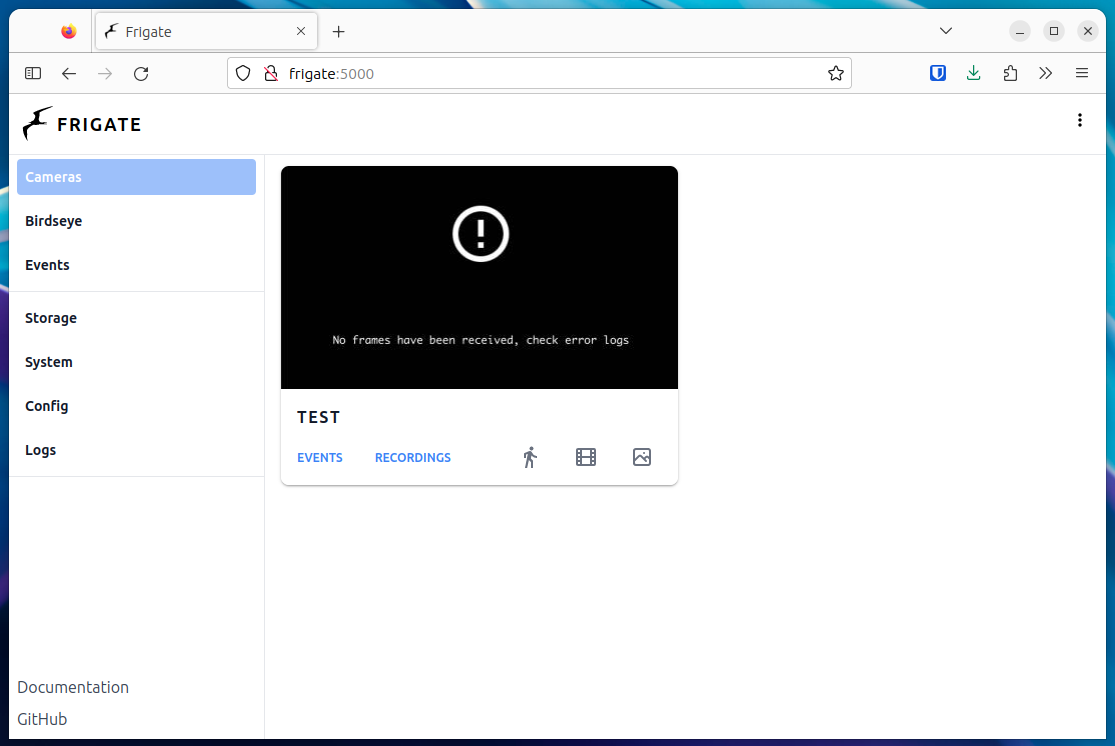 Frigate
frigate:5000
FRIGATE
Cameras
Birdseye
Events
Storage
System
Config
Logs
Documentation
GitHub
No frames have been received, check error logs
TEST
EVENTS RECORDINGS